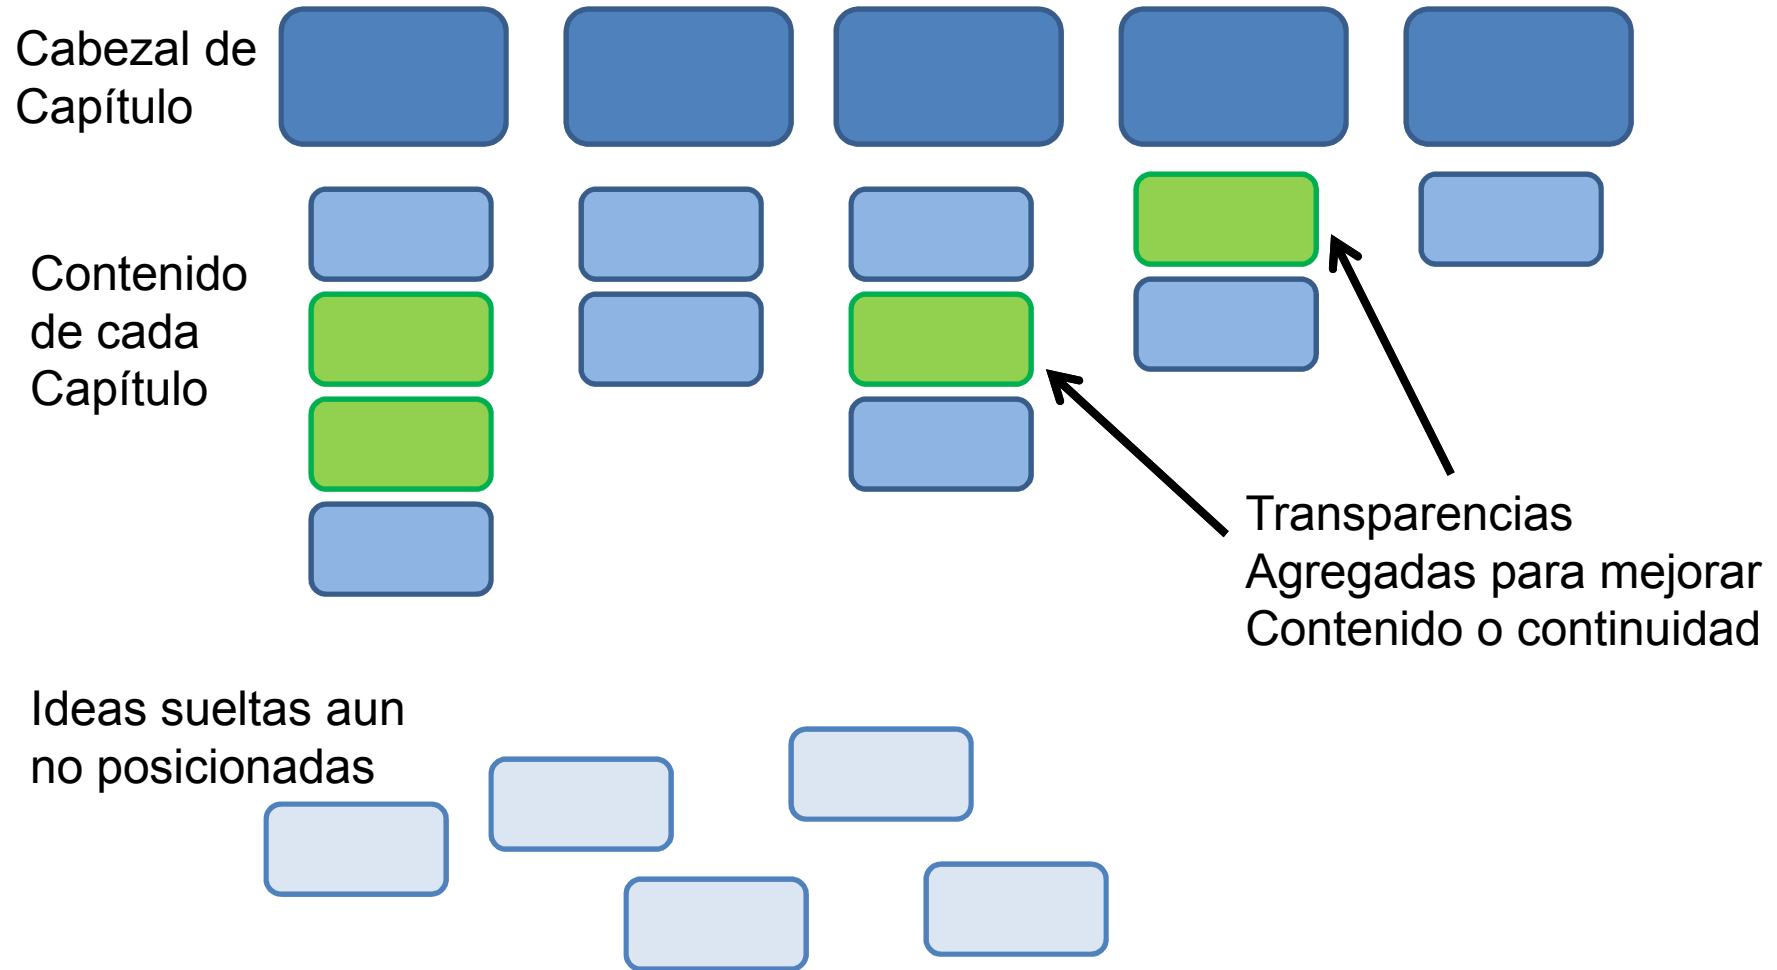 Cabezal de
Capítulo
Contenido
de cada
Capítulo
Transparencias
Agregadas para mejorar
Contenido o continuidad
Ideas sueltas aun
no posicionadas